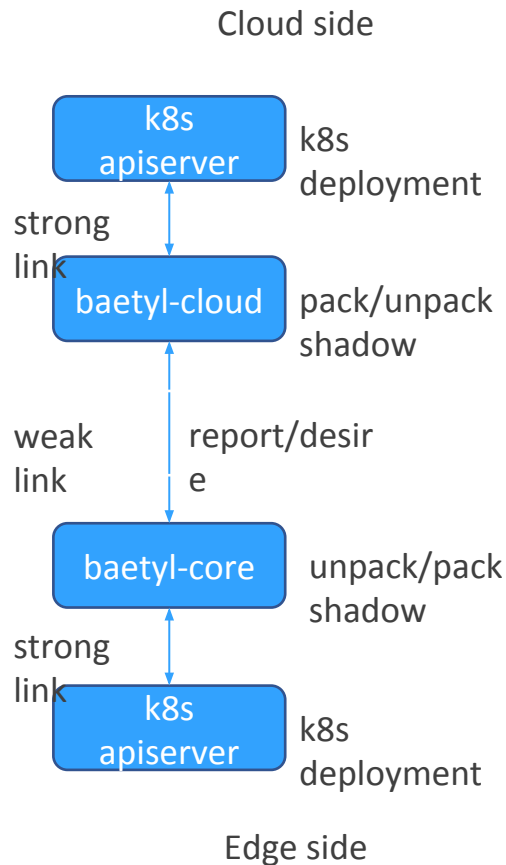 Cloud side
k8s
apiserver
k8s
deployment
strong
link
baetyl-cloud
pack/unpack
shadow
weak
link
report/desir
e
baetyl-core
unpack/pack
shadow
strong
link
k8s
apiserver
k8s
deployment
Edge side